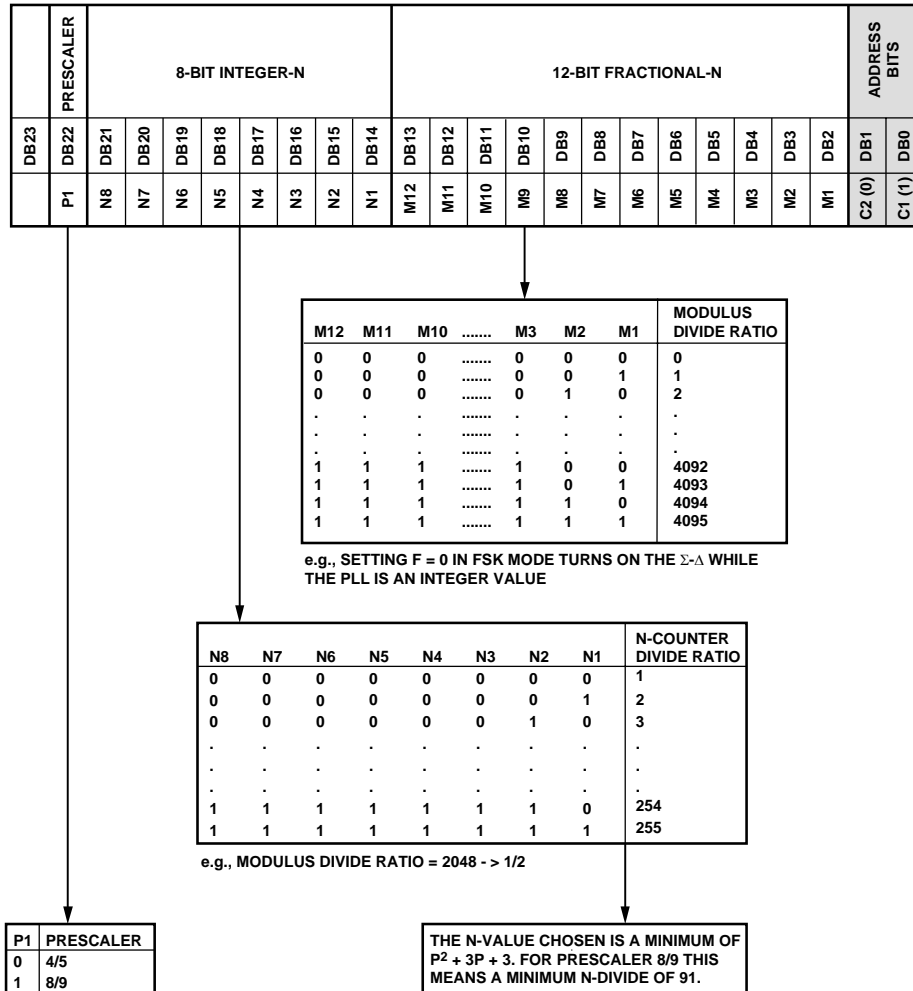 PRESCALER
8-BIT INTEGER-N
12-BIT FRACTIONAL-N
ADDRESS
BITS
DB23 DB22 DB21 DB20 DB19 DB18 DB17 DB16 DB15 DB14 DB13 DB12 DB11 DB10 DB9 DB8 DB7 DB6 DB5 DB4 DB3 DB2 DB1 DB0
P1 N8 N7 N6 N5 N4 N3 N2 N1 M12 M11 M10 M9 M8 M7 M6 M5 M4 M3 M2 M1 C2 (0) C1 (1)
M12 M11 M10 ....... M3 M2 M1 MODULUS DIVIDE RATIO
0 0 0 ....... 0 0 0 0
0 0 0 ....... 0 0 1 1
0 0 0 ....... 0 1 0 2
. . . ....... . . . .
. . . ....... . . . .
. . . ....... . . . .
1 1 1 ....... 1 0 0 4092
1 1 1 ....... 1 0 1 4093
1 1 1 ....... 1 1 0 4094
1 1 1 ....... 1 1 1 4095
e.g., SETTING F = 0 IN FSK MODE TURNS ON THE Σ-Δ WHILE
THE PLL IS AN INTEGER VALUE
N8 N7 N6 N5 N4 N3 N2 N1 N-COUNTER DIVIDE RATIO
0 0 0 0 0 0 0 0 1
0 0 0 0 0 0 0 1 2
0 0 0 0 0 0 1 0 3
. . . . . . . . .
. . . . . . . . .
. . . . . . . . .
1 1 1 1 1 1 1 0 254
1 1 1 1 1 1 1 1 255
e.g., MODULUS DIVIDE RATIO = 2048 - > 1/2
P1 PRESCALER
0 4/5
1 8/9
THE N-VALUE CHOSEN IS A MINIMUM OF
P² + 3P + 3. FOR PRESCALER 8/9 THIS
MEANS A MINIMUM N-DIVIDE OF 91.